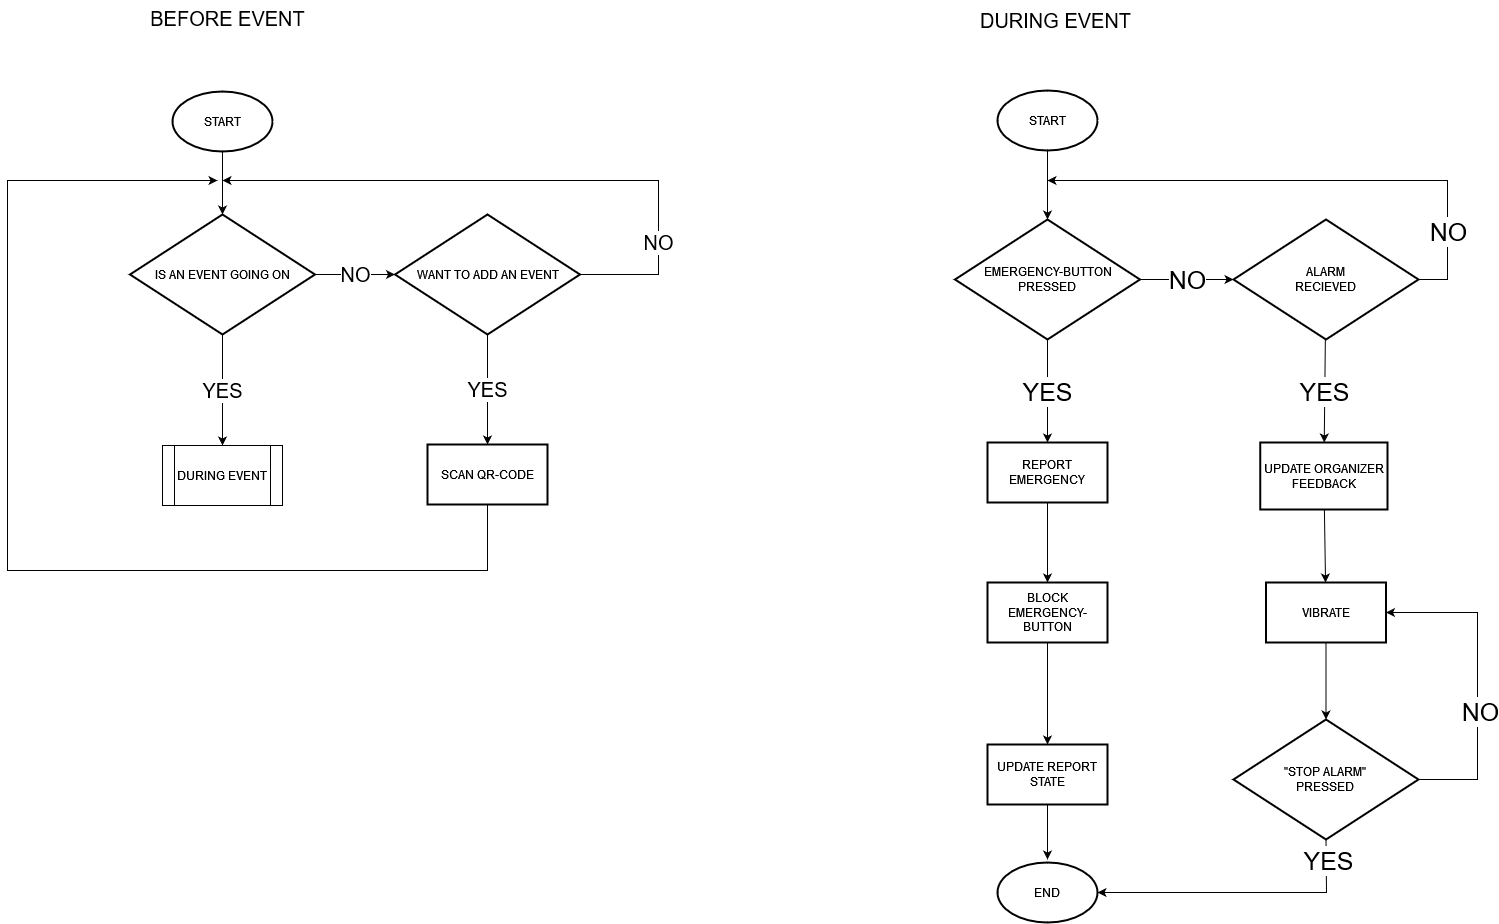 BEFORE EVENT
START
IS AN EVENT GOING ON
NO
WANT TO ADD AN EVENT
NO
YES
YES
DURING EVENT
SCAN QR-CODE
DURING EVENT
START
EMERGENCY-BUTTON
PRESSED
NO
ALARM
RECIEVED
NO
YES
YES
REPORT
EMERGENCY
UPDATE ORGANIZER
FEEDBACK
BLOCK
EMERGENCY-
BUTTON
VIBRATE
NO
UPDATE REPORT
STATE
"STOP ALARM"
PRESSED
YES
END